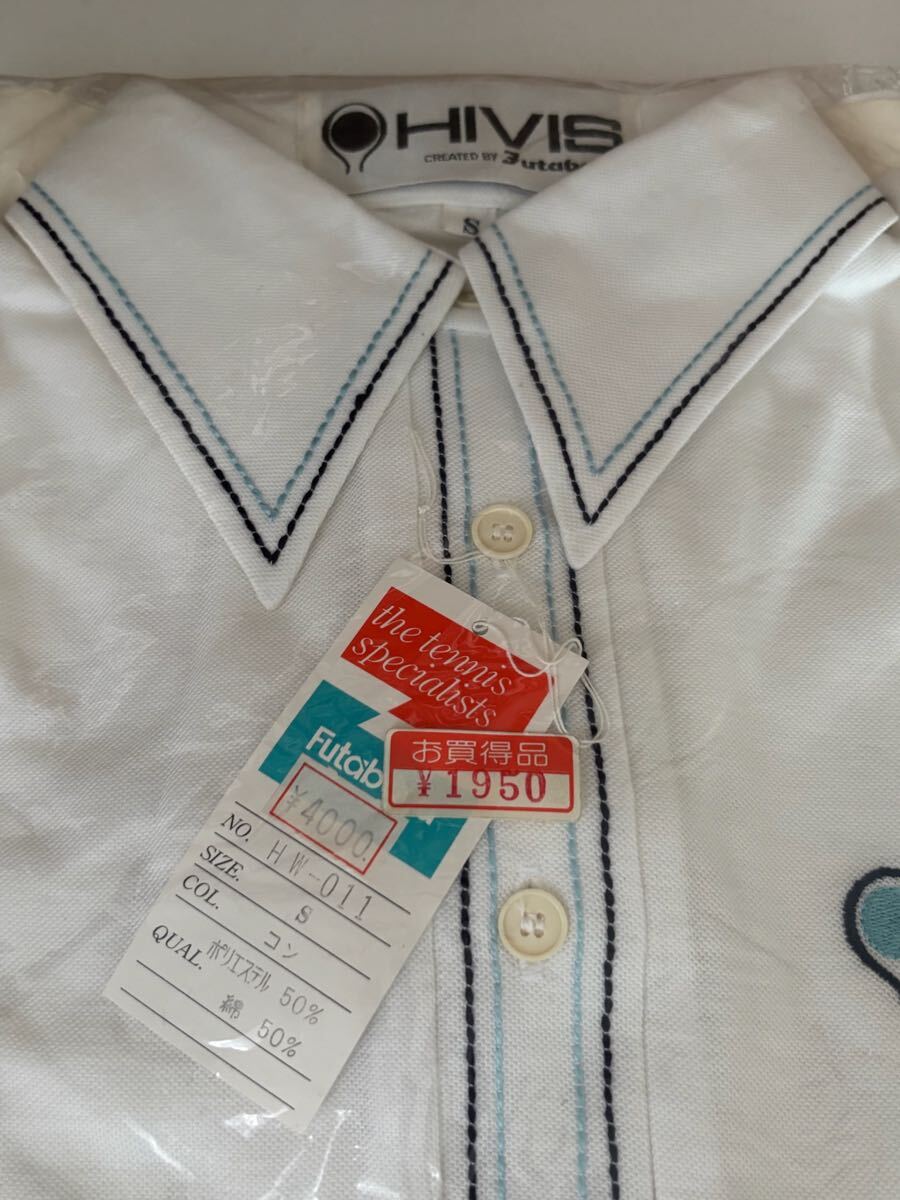 HIVIS
CREATED BY Futaba
S
the tennis
specialists
Futab
お買得品
¥1950
¥4000.
NO. HW-011
SIZE. S
COL. コン
QUAL. ポリエステル 50%
綿 50%